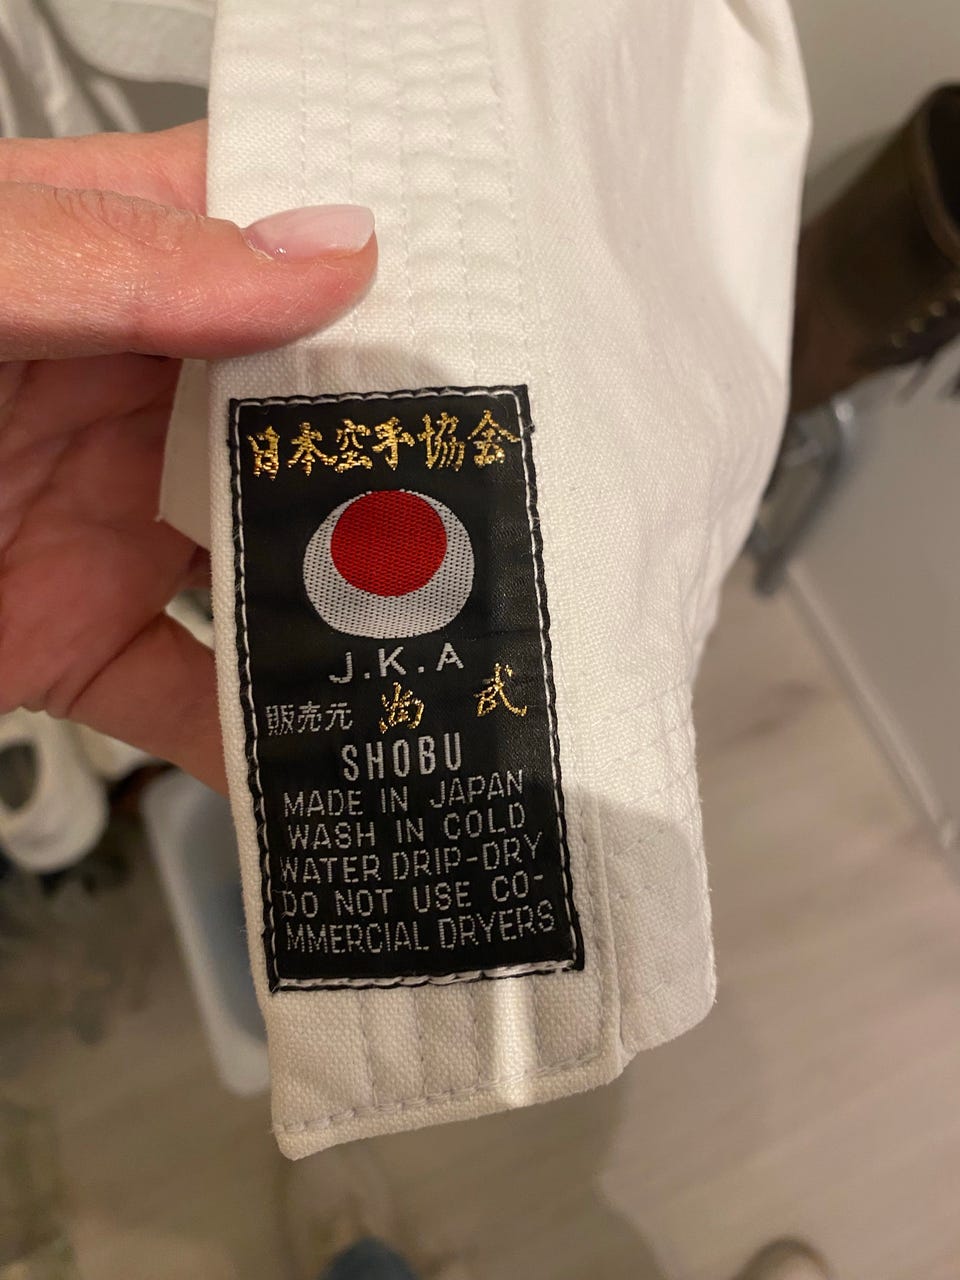 日本空手協会
J.K.A
販売元 尚武
SHOBU
MADE IN JAPAN
WASH IN COLD
WATER DRIP-DRY
DO NOT USE CO-
MMERCIAL DRYERS